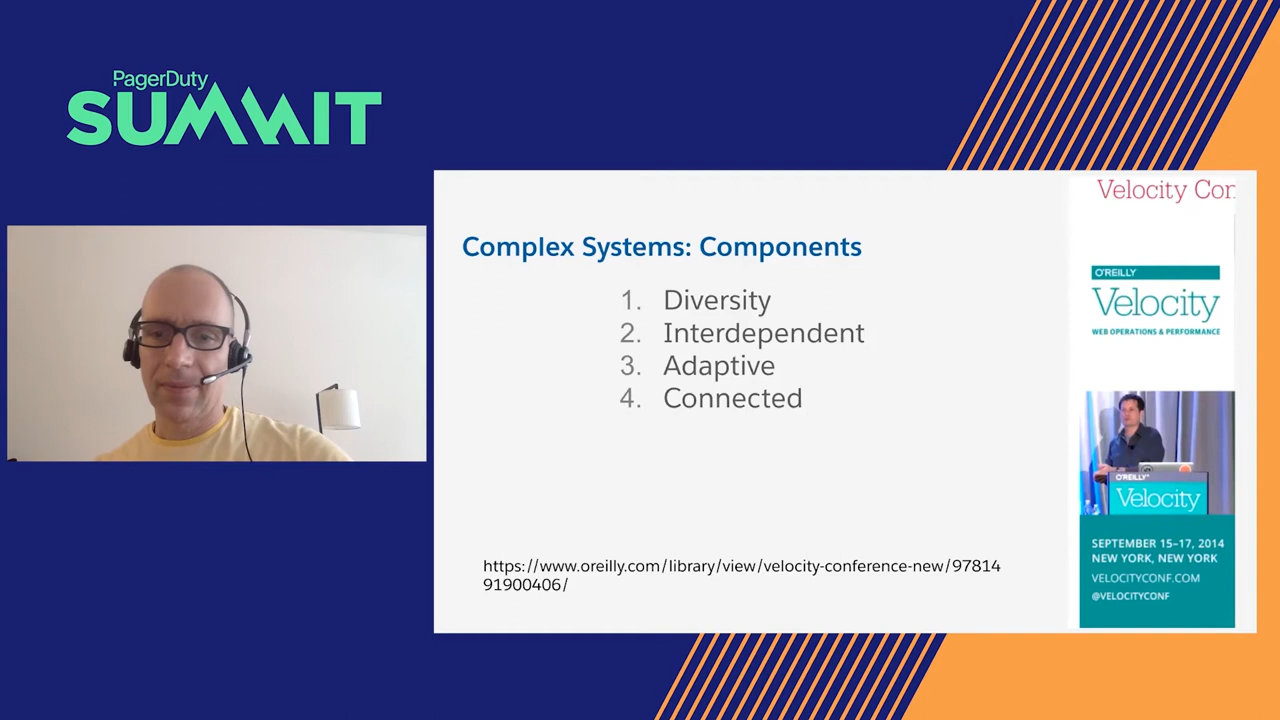 PagerDuty
SUMMIT
Complex Systems: Components
1. Diversity
2. Interdependent
3. Adaptive
4. Connected
https://www.oreilly.com/library/view/velocity-conference-new/97814
91900406/
Velocity Con
O'REILLY
Velocity
WEB OPERATIONS & PERFORMANCE
O'REILLY
Velocity
SEPTEMBER 15–17, 2014
NEW YORK, NEW YORK
VELOCITYCONF.COM
@VELOCITYCONF